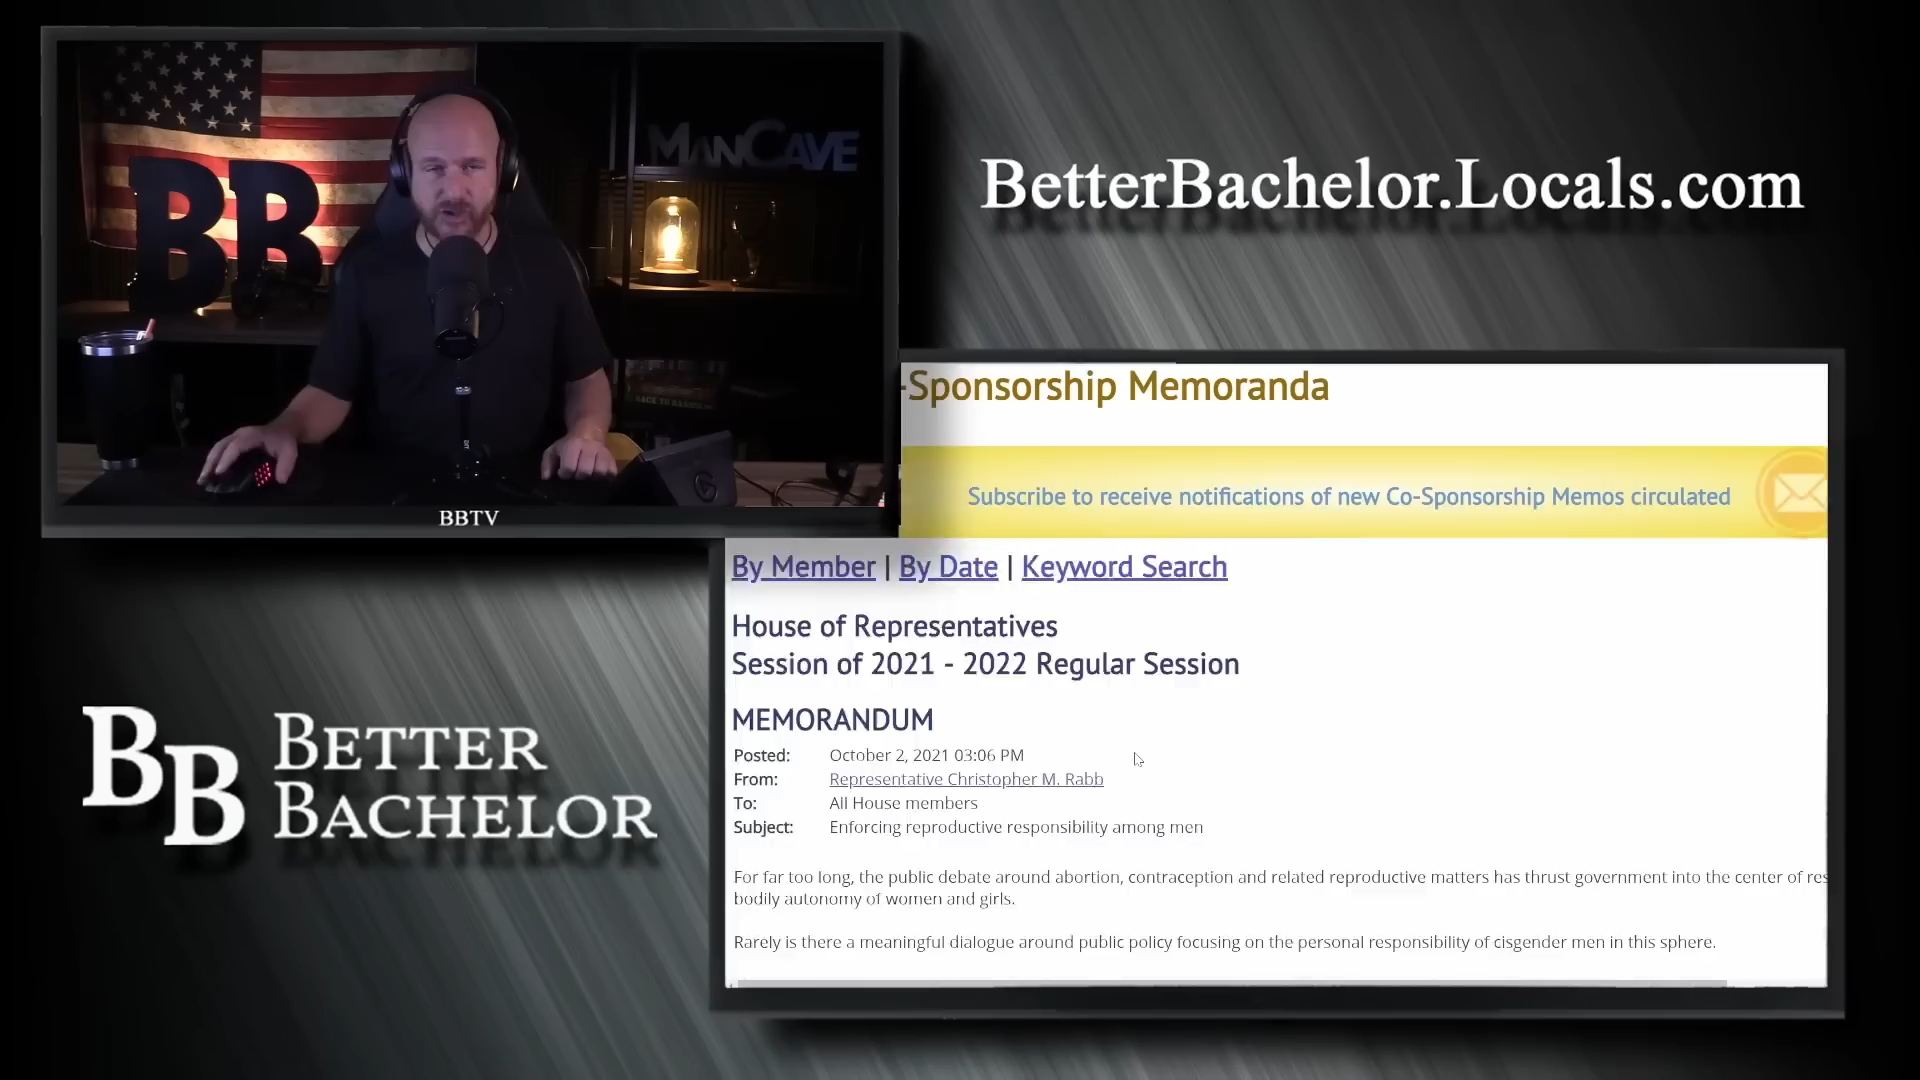 BB
MANCAVE
BBTV
BetterBachelor.Locals.com
-Sponsorship Memoranda
Subscribe to receive notifications of new Co-Sponsorship Memos circulated
By Member | By Date | Keyword Search
House of Representatives
Session of 2021 - 2022 Regular Session
MEMORANDUM
Posted: October 2, 2021 03:06 PM
From: Representative Christopher M. Rabb
To: All House members
Subject: Enforcing reproductive responsibility among men
For far too long, the public debate around abortion, contraception and related reproductive matters has thrust government into the center of res
bodily autonomy of women and girls.
Rarely is there a meaningful dialogue around public policy focusing on the personal responsibility of cisgender men in this sphere.
BB
BETTER
BACHELOR